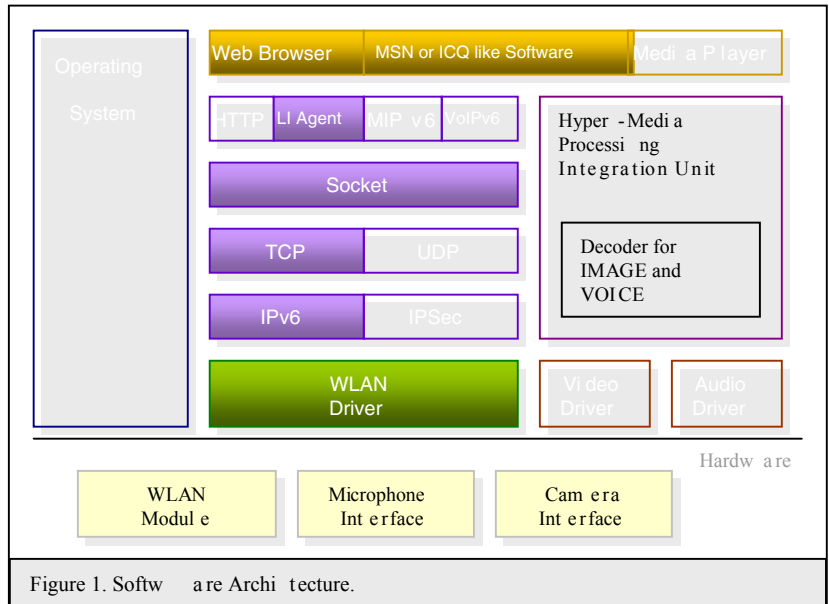 Operating
System
Web Browser
MSN or ICQ like Software
Media Player
HTTP
LI Agent
MIP v6
VoIPv6
Socket
TCP
UDP
IPv6
IPSec
WLAN
Driver
Hyper -Media
Processing
Integration Unit
Decoder for
IMAGE and
VOICE
Video
Driver
Audio
Driver
Hardware
WLAN
Module
Microphone
Interface
Camera
Interface
Figure 1. Software Architecture.